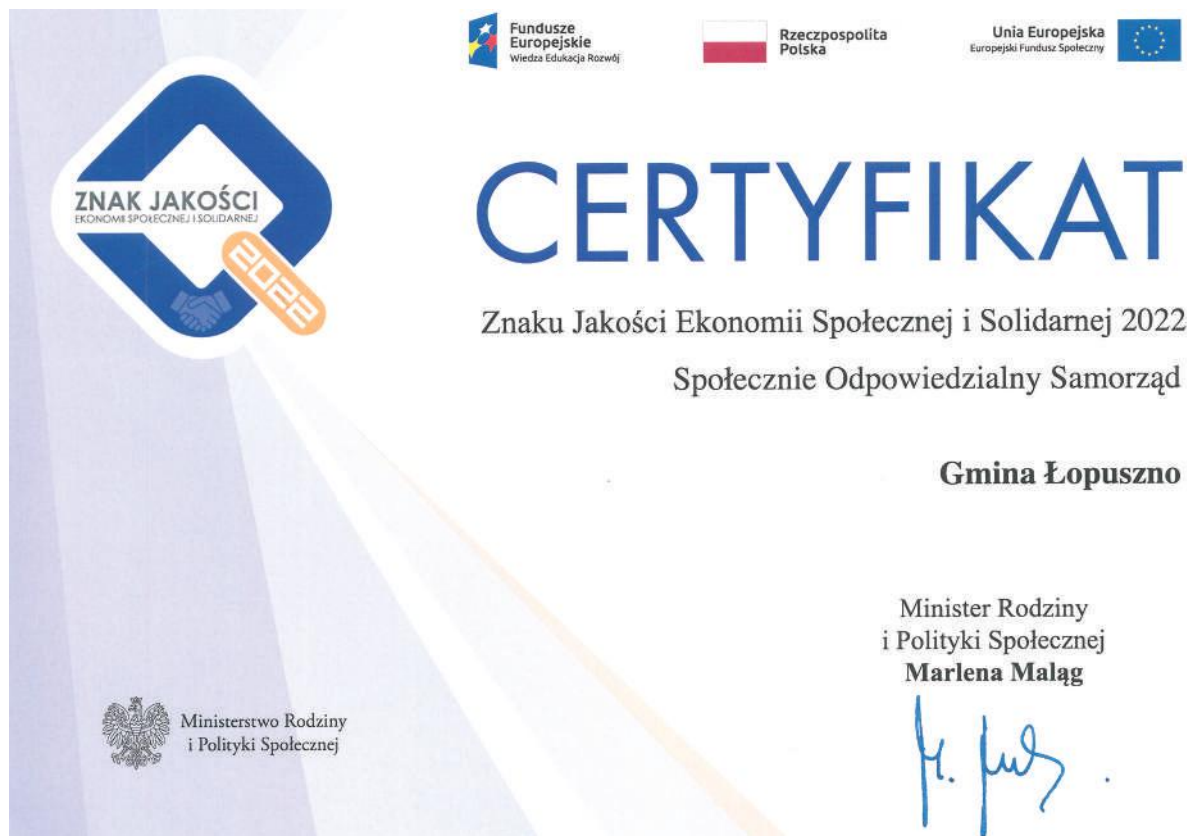 Fundusze
Europejskie
Wiedza Edukacja Rozwój
Rzeczpospolita
Polska
Unia Europejska
Europejski Fundusz Społeczny
ZNAK JAKOŚCI
EKONOMII SPOŁECZNEJ I SOLIDARNEJ
2022
CERTYFIKAT
Znaku Jakości Ekonomii Społecznej i Solidarnej 2022
Społecznie Odpowiedzialny Samorząd
Gmina Łopuszno
Minister Rodziny
i Polityki Społecznej
Marlena Maląg
Ministerstwo Rodziny
i Polityki Społecznej